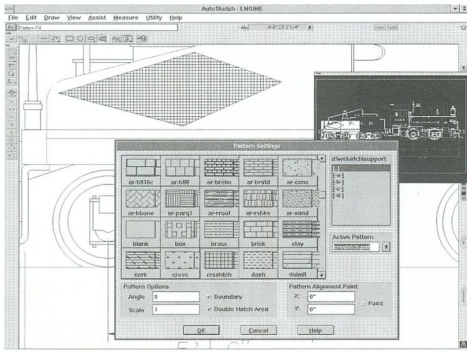 AutoSketch - ENGINE
File Edit Draw View Assist Measure Utility Help
Pattern Fill
Pattern Settings
d:\wsketch\support
ar-b816c ar-b88 ar-brelm ar-brstd ar-conc
[-a-]
[-b-]
[-c-]
[-d-]
ar-hbone ar-parq1 ar-rroof ar-rshke ar-sand
blank box brass brick clay
Active Pattern:
cork cross crsshtch dash dolmit
Pattern Options
Pattern Alignment Point
Angle 0 Boundary X: 0" Point
Scale 1 Double Hatch Area Y: 0"
OK Cancel Help